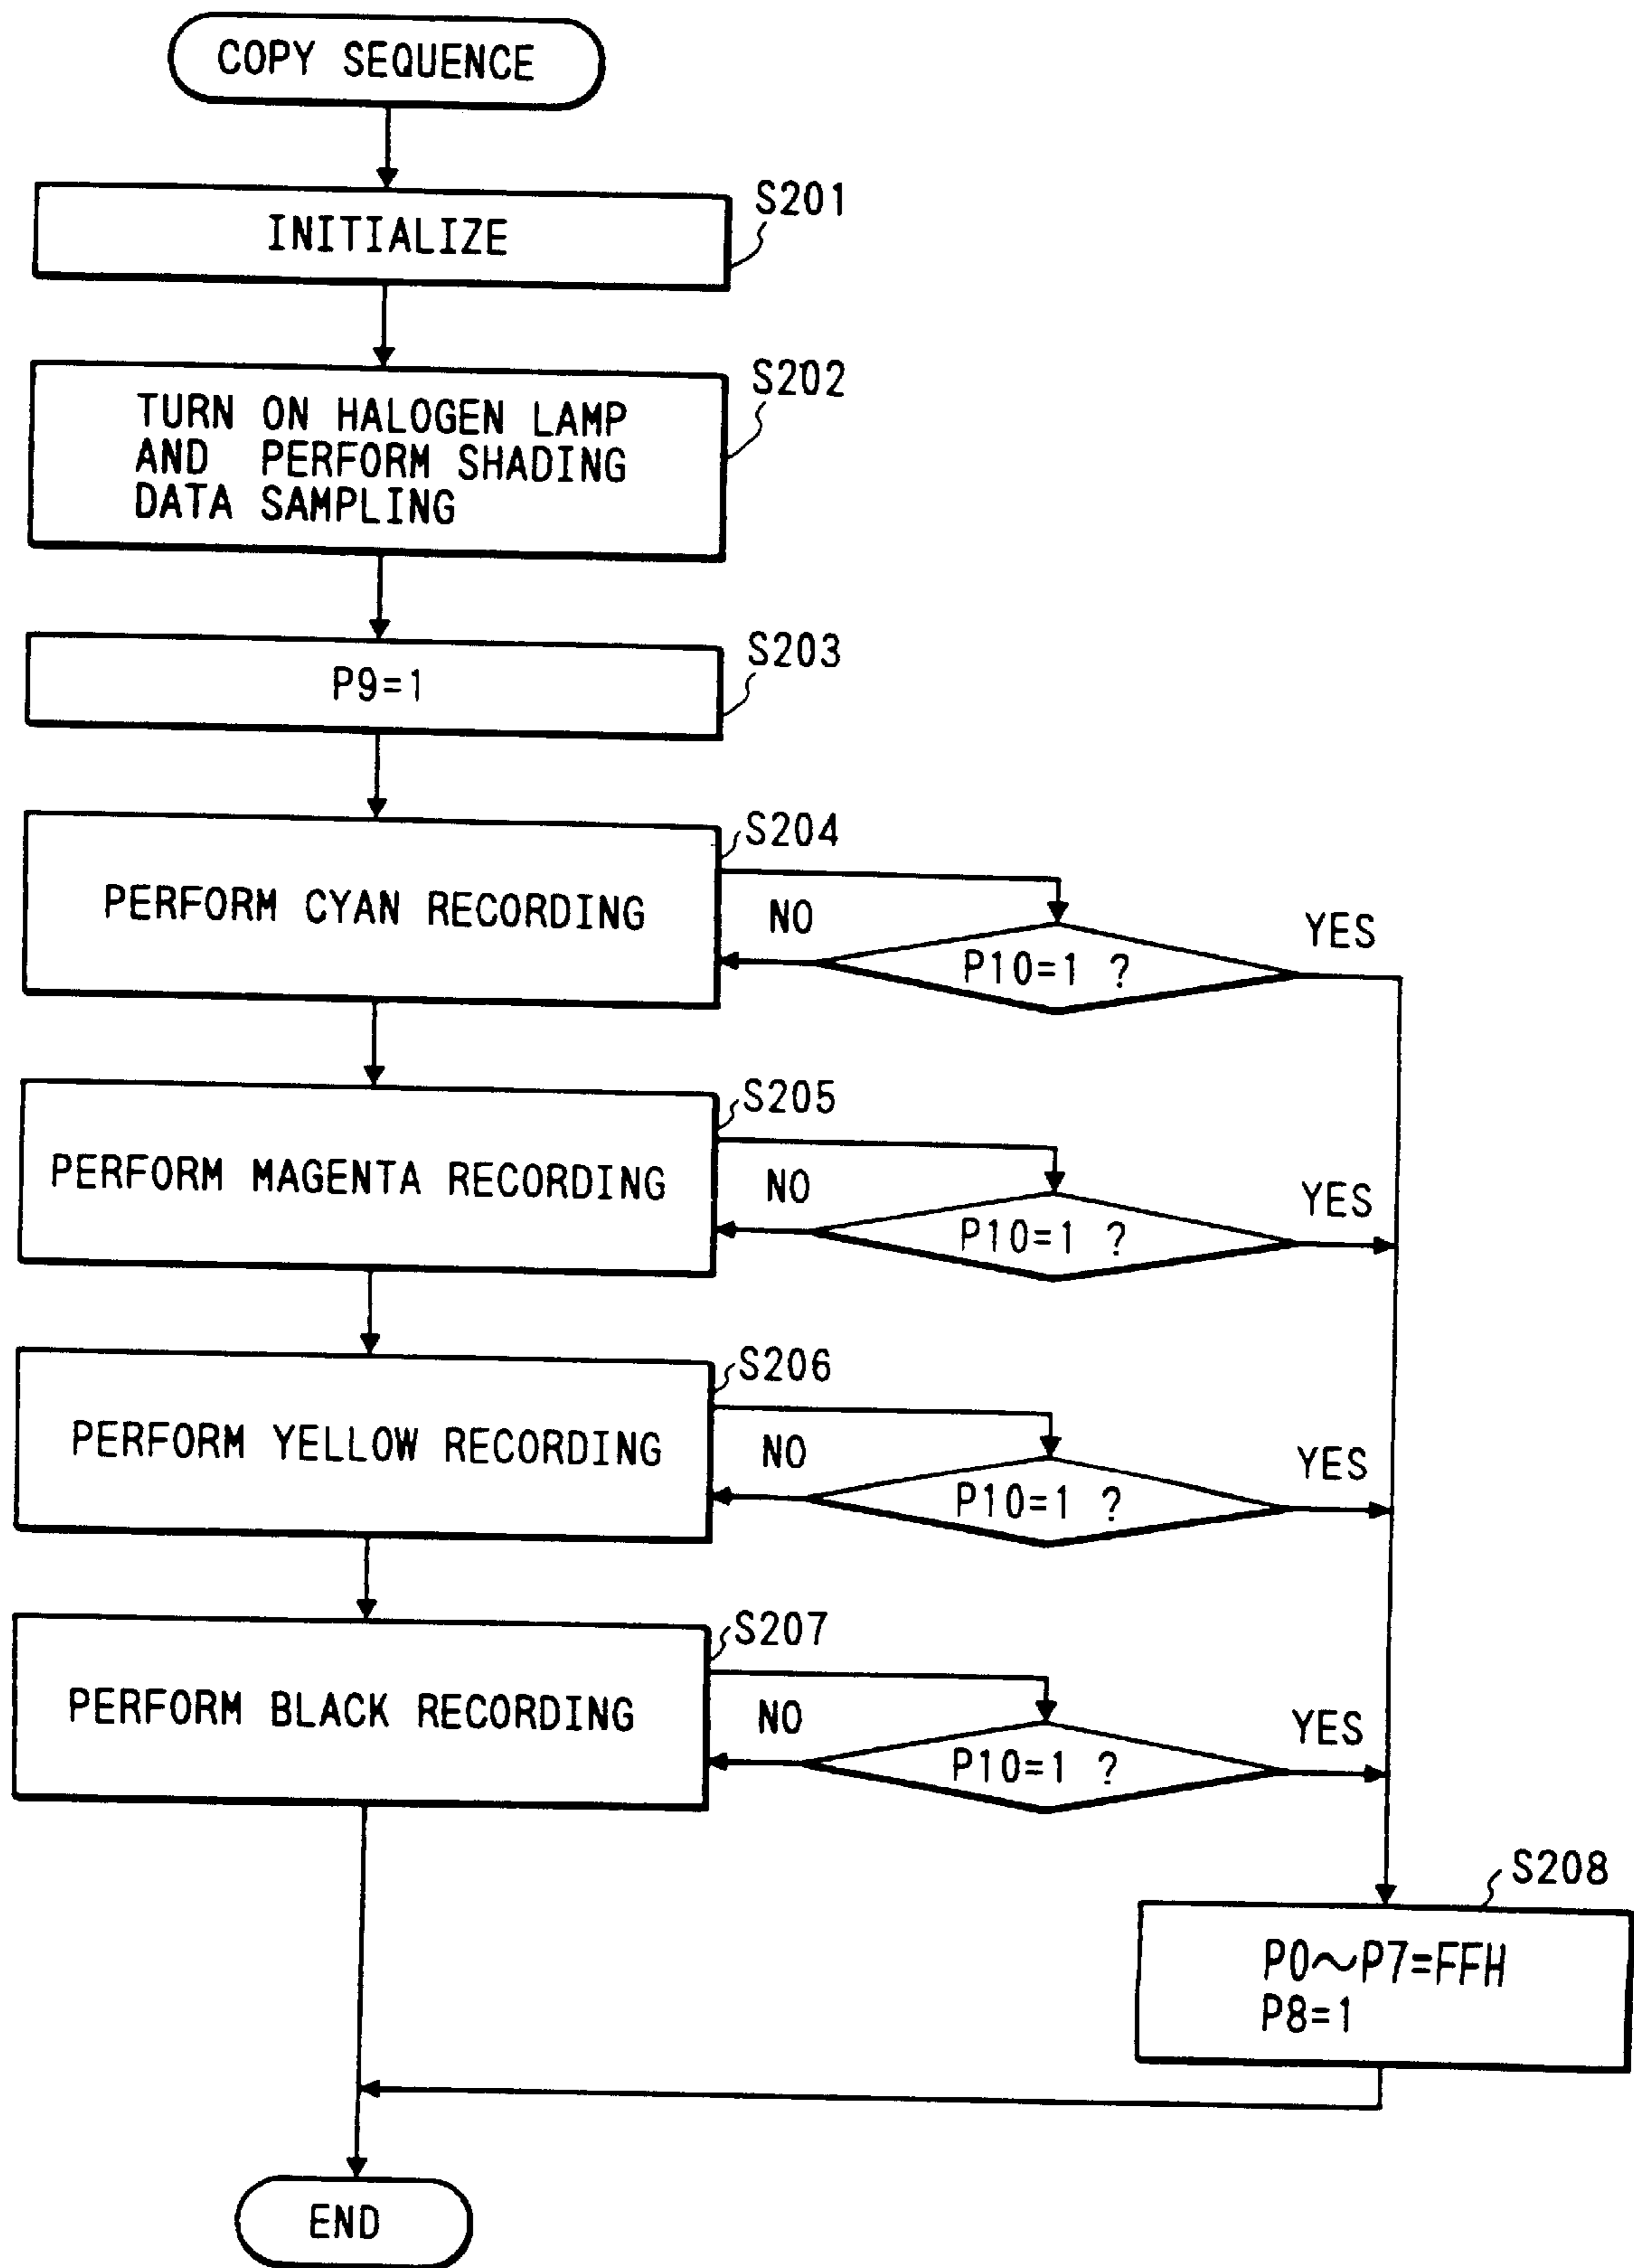 COPY SEQUENCE
S201
INITIALIZE
S202
TURN ON HALOGEN LAMP
AND PERFORM SHADING
DATA SAMPLING
S203
P9=1
S204
PERFORM CYAN RECORDING
NO
P10=1 ?
YES
S205
PERFORM MAGENTA RECORDING
NO
P10=1 ?
YES
S206
PERFORM YELLOW RECORDING
NO
P10=1 ?
YES
S207
PERFORM BLACK RECORDING
NO
P10=1 ?
YES
S208
P0~P7=FFH
P8=1
END